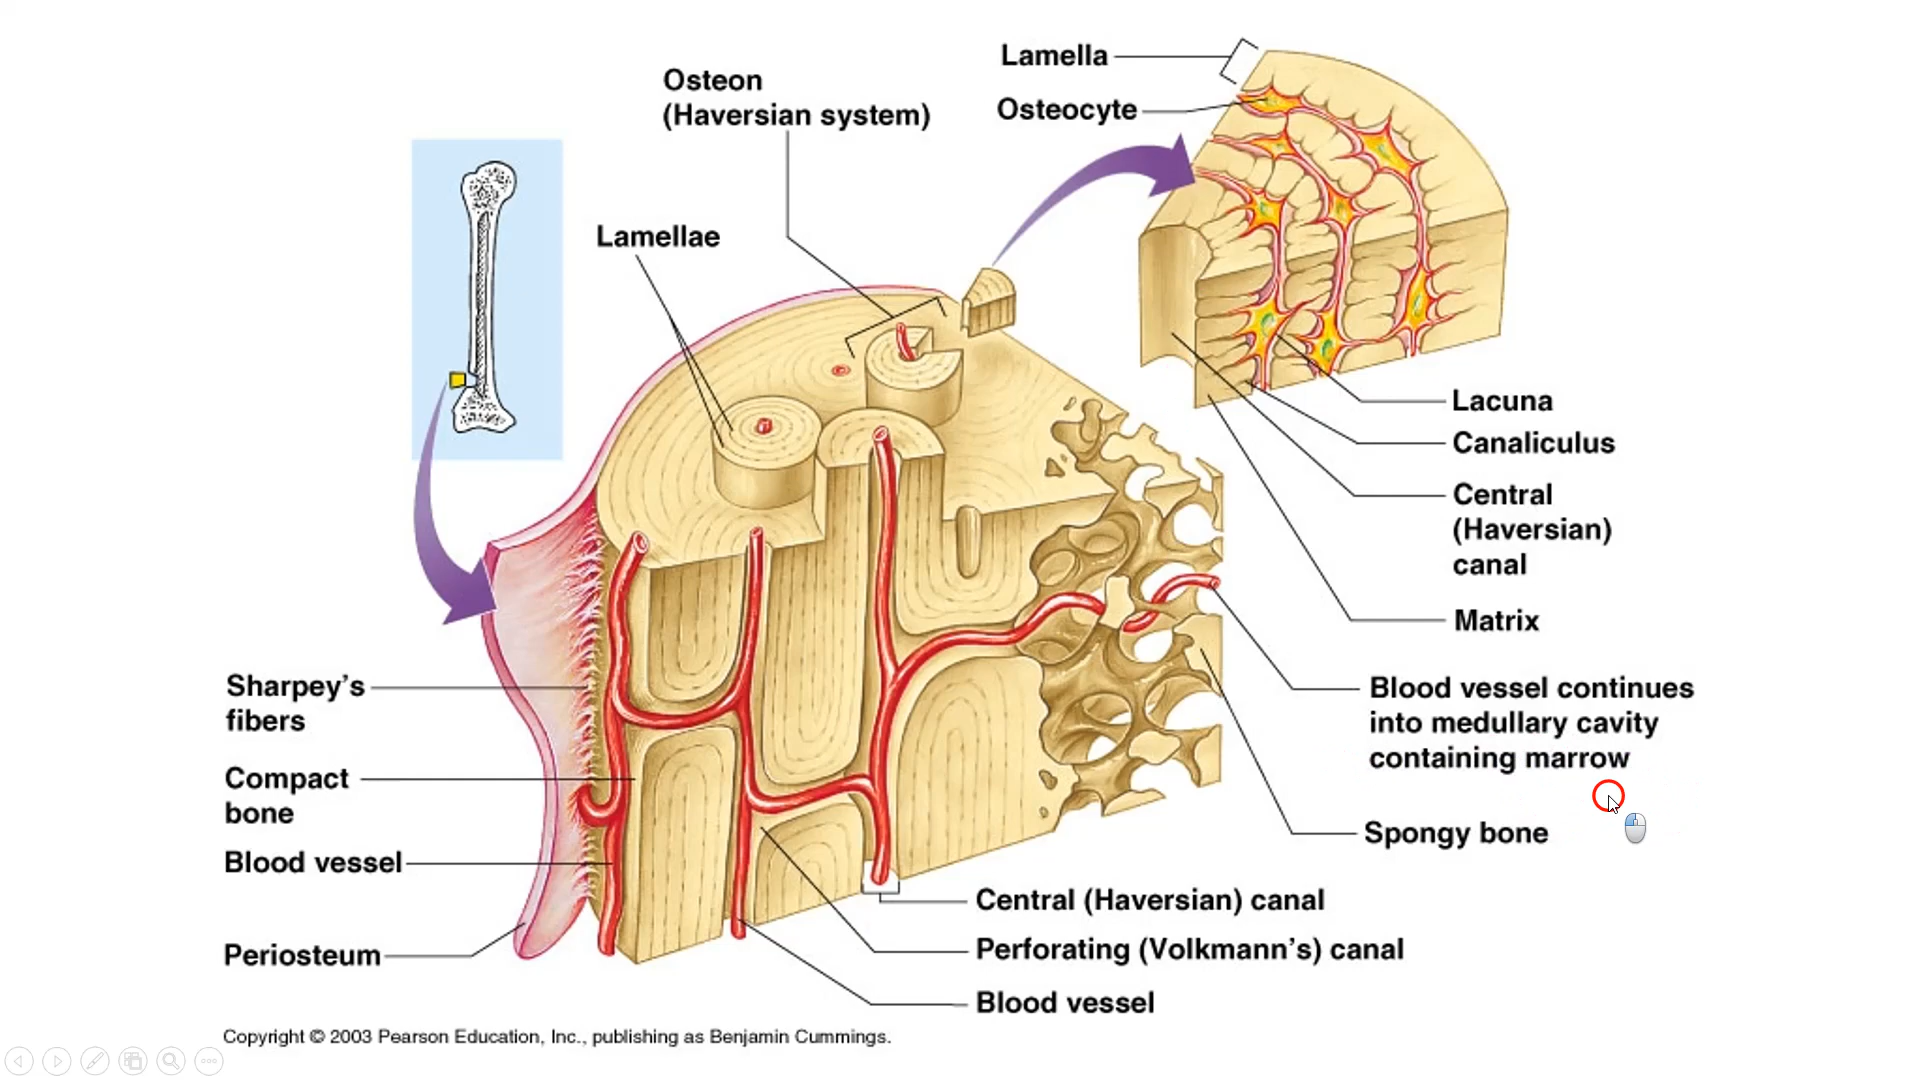 Lamella
Osteon
(Haversian system)
Osteocyte
Lamellae
Lacuna
Canaliculus
Central
(Haversian)
canal
Matrix
Sharpey's
fibers
Blood vessel continues
into medullary cavity
containing marrow
Compact
bone
Spongy bone
Blood vessel
Central (Haversian) canal
Periosteum
Perforating (Volkmann's) canal
Blood vessel
Copyright © 2003 Pearson Education, Inc., publishing as Benjamin Cummings.